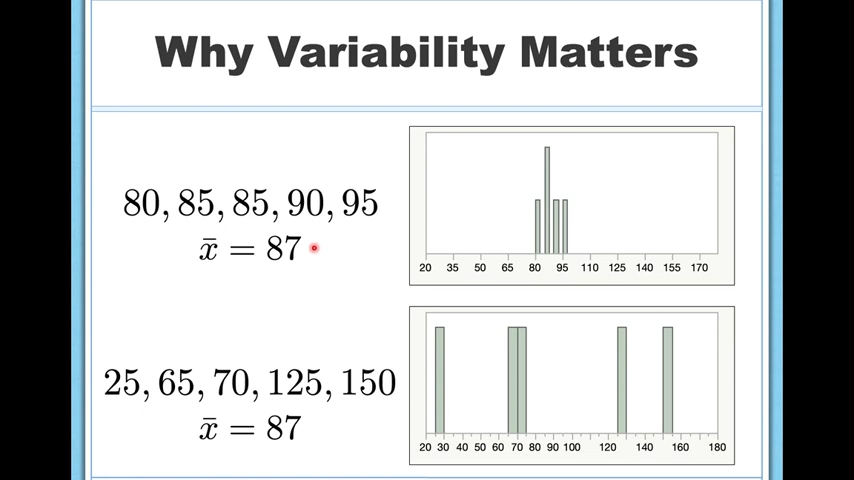 Why Variability Matters
80, 85, 85, 90, 95
x̄ = 87
20 35 50 65 80 95 110 125 140 155 170
25, 65, 70, 125, 150
x̄ = 87
20 30 40 50 60 70 80 90 100 120 140 160 180